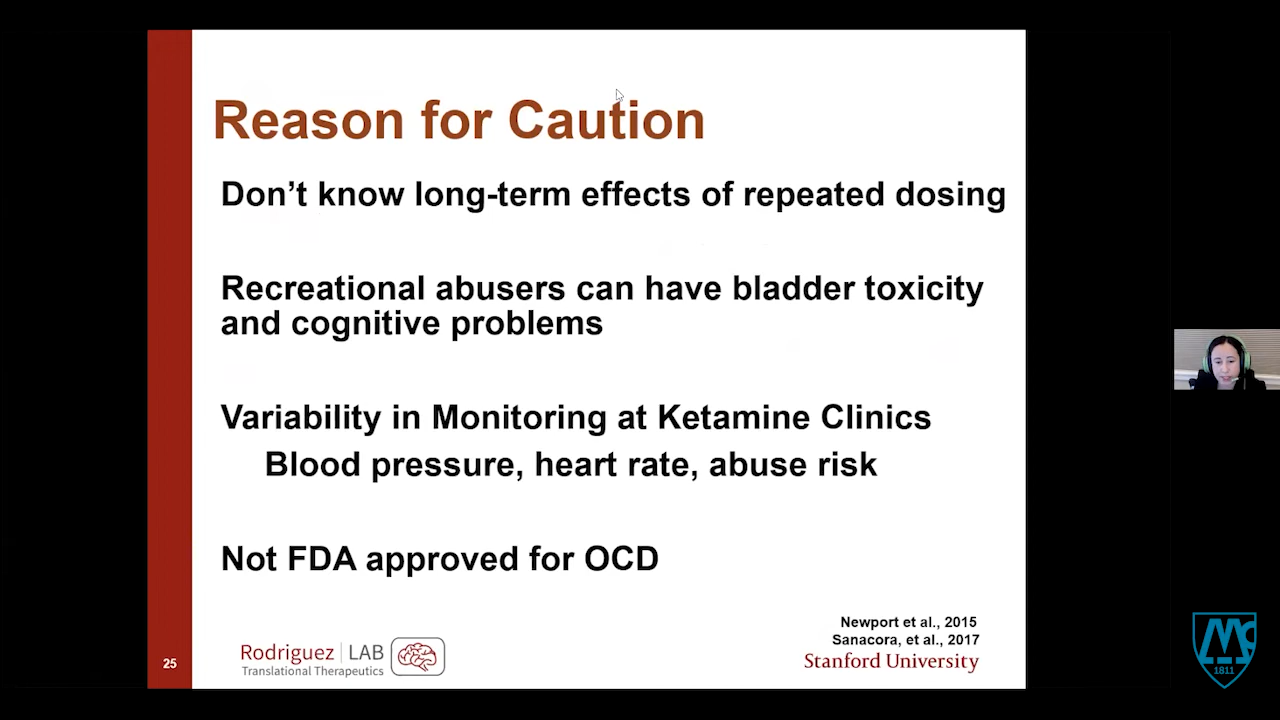 Reason for Caution
Don’t know long-term effects of repeated dosing
Recreational abusers can have bladder toxicity
and cognitive problems
Variability in Monitoring at Ketamine Clinics
Blood pressure, heart rate, abuse risk
Not FDA approved for OCD
Newport et al., 2015
Sanacora, et al., 2017
Stanford University
Rodriguez LAB
Translational Therapeutics
25
1811